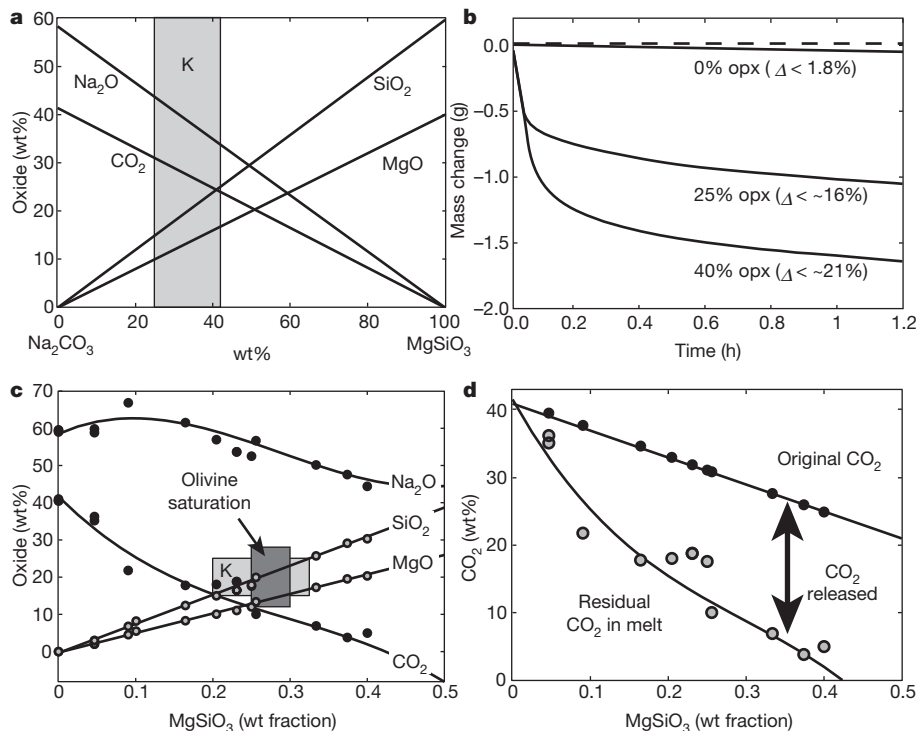 a
60
50
40
30
20
10
0
Oxide (wt%)
K
Na₂O
CO₂
SiO₂
MgO
0 20 40 60 80 100
Na₂CO₃ wt% MgSiO₃
b
0.0
−0.5
−1.0
−1.5
−2.0
Mass change (g)
0% opx (Δ < 1.8%)
25% opx (Δ < ~16%)
40% opx (Δ < ~21%)
0.0 0.2 0.4 0.6 0.8 1 1.2
Time (h)
c
70
60
50
40
30
20
10
0
Oxide (wt%)
Olivine
saturation
K
Na₂O
SiO₂
MgO
CO₂
0 0.1 0.2 0.3 0.4 0.5
MgSiO₃ (wt fraction)
d
40
30
20
10
0
CO₂ (wt%)
Original CO₂
CO₂
released
Residual
CO₂ in melt
0 0.1 0.2 0.3 0.4 0.5
MgSiO₃ (wt fraction)